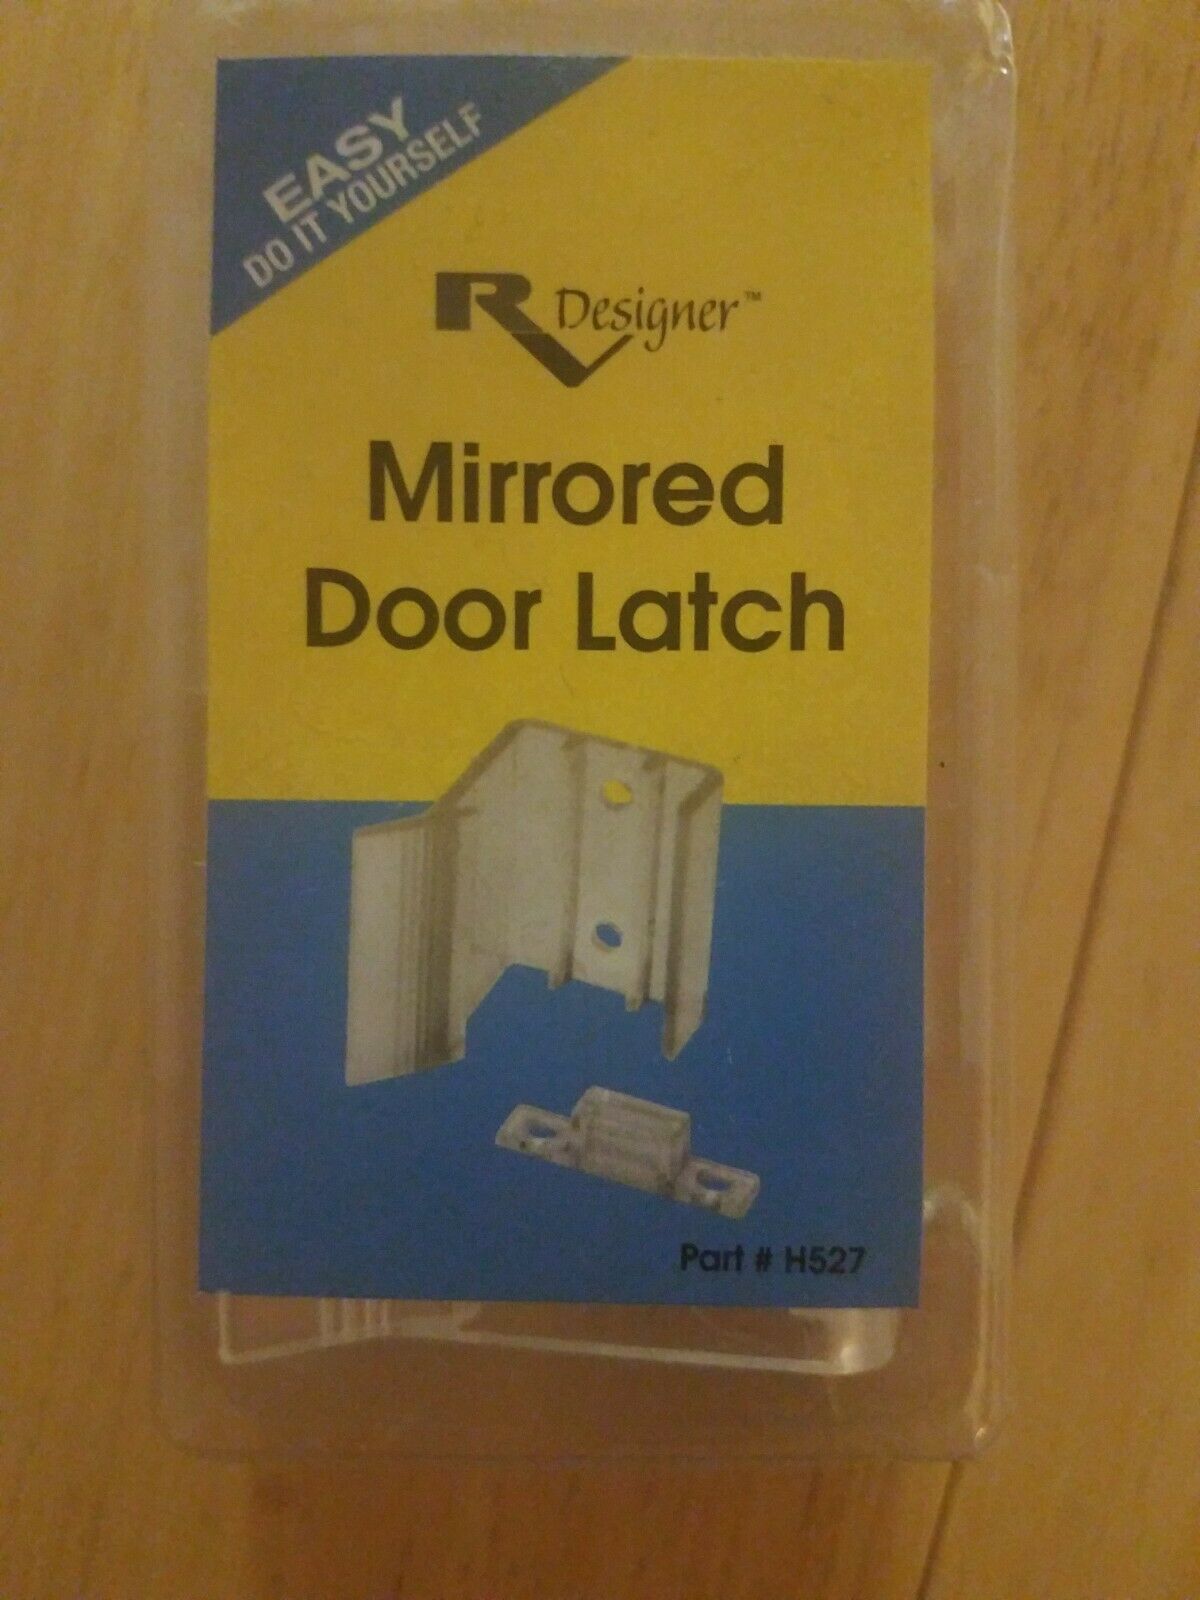 EASY
DO IT YOURSELF
RV Designer™
Mirrored
Door Latch
Part # H527